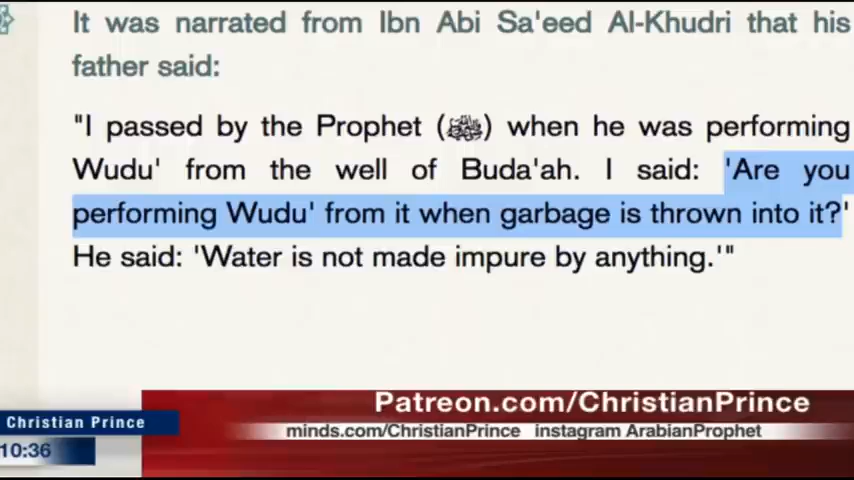 It was narrated from Ibn Abi Sa'eed Al-Khudri that his
father said:
"I passed by the Prophet (ﷺ) when he was performing
Wudu' from the well of Buda'ah. I said: 'Are you
performing Wudu' from it when garbage is thrown into it?'
He said: 'Water is not made impure by anything.'"
Patreon.com/ChristianPrince
Christian Prince
minds.com/ChristianPrince instagram ArabianProphet
10:36